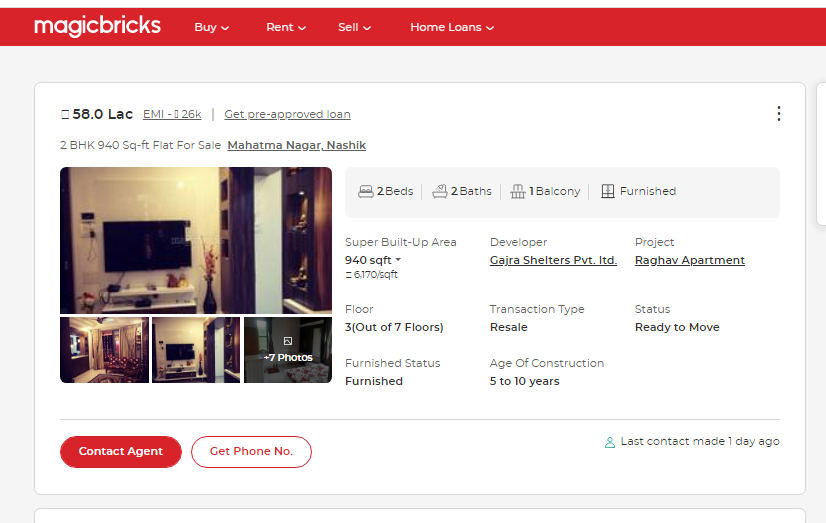 magicbricks
Buy Rent Sell Home Loans
58.0 Lac EMI - 26k | Get pre-approved loan
2 BHK 940 Sq-ft Flat For Sale Mahatma Nagar, Nashik
2 Beds 2 Baths 1 Balcony Furnished
Super Built-Up Area Developer Project
940 sqft Gajra Shelters Pvt. ltd. Raghav Apartment
6,170/sqft
Floor Transaction Type Status
3(Out of 7 Floors) Resale Ready to Move
+7 Photos
Furnished Status Age Of Construction
Furnished 5 to 10 years
Contact Agent Get Phone No. Last contact made 1 day ago